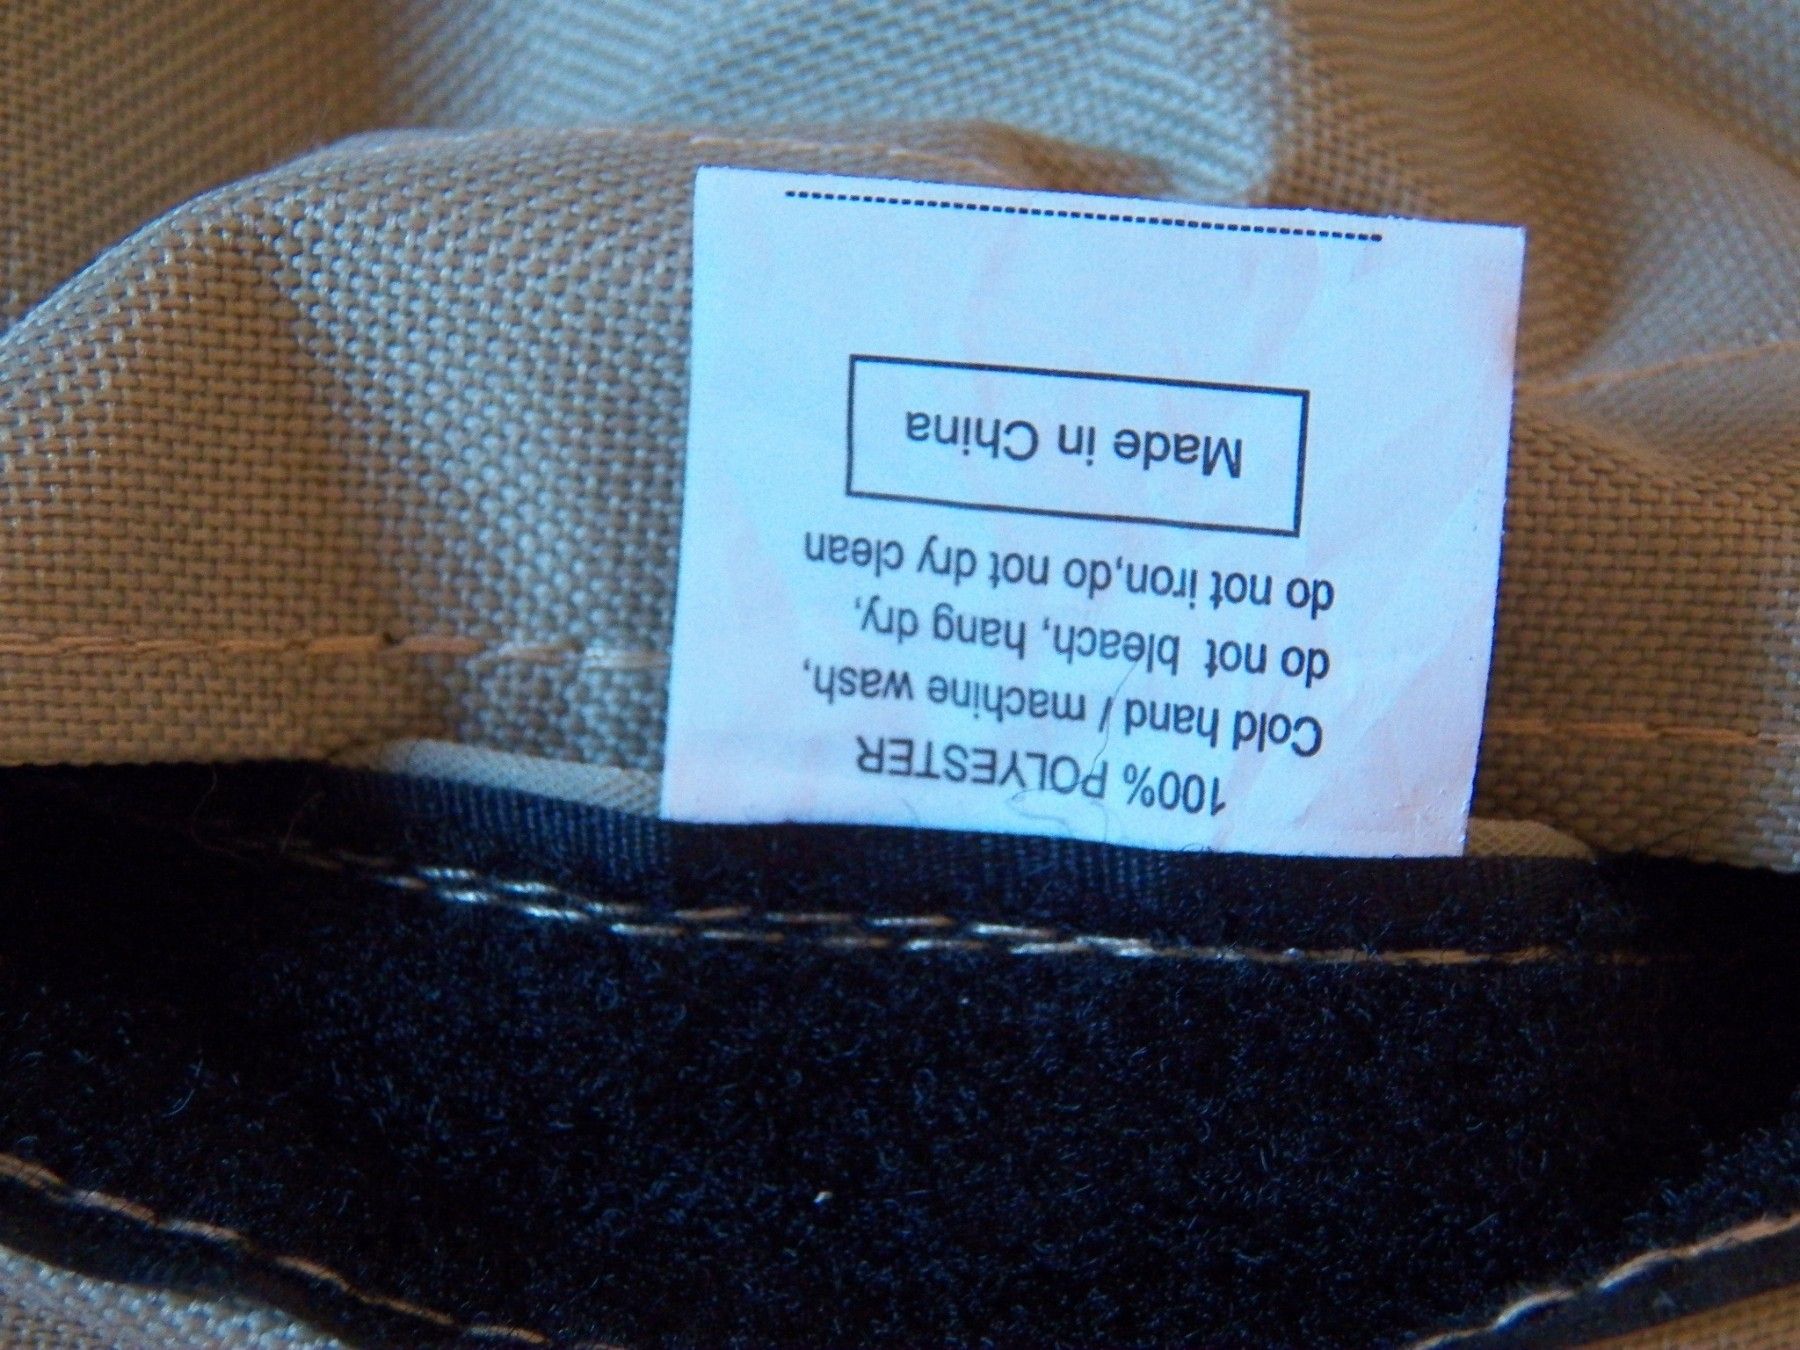 100% POLYESTER
Cold hand / machine wash,
do not bleach, hang dry,
do not iron,do not dry clean
Made in China